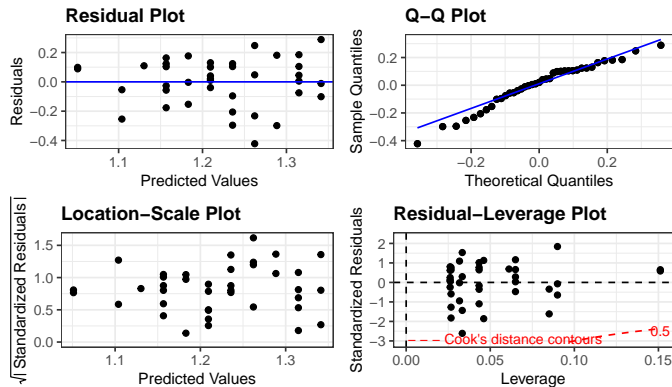 Residual Plot
Residuals
0.2
0.0
−0.2
−0.4
1.1
1.2
1.3
Predicted Values
Q−Q Plot
Sample Quantiles
0.2
0.0
−0.2
−0.4
−0.2
0.0
0.2
Theoretical Quantiles
Location−Scale Plot
√| Standardized Residuals |
1.5
1.0
0.5
0.0
1.1
1.2
1.3
Predicted Values
Residual−Leverage Plot
Standardized Residuals
2
1
0
−1
−2
−3
Cook's distance contours
0.5
0.00
0.05
0.10
0.15
Leverage